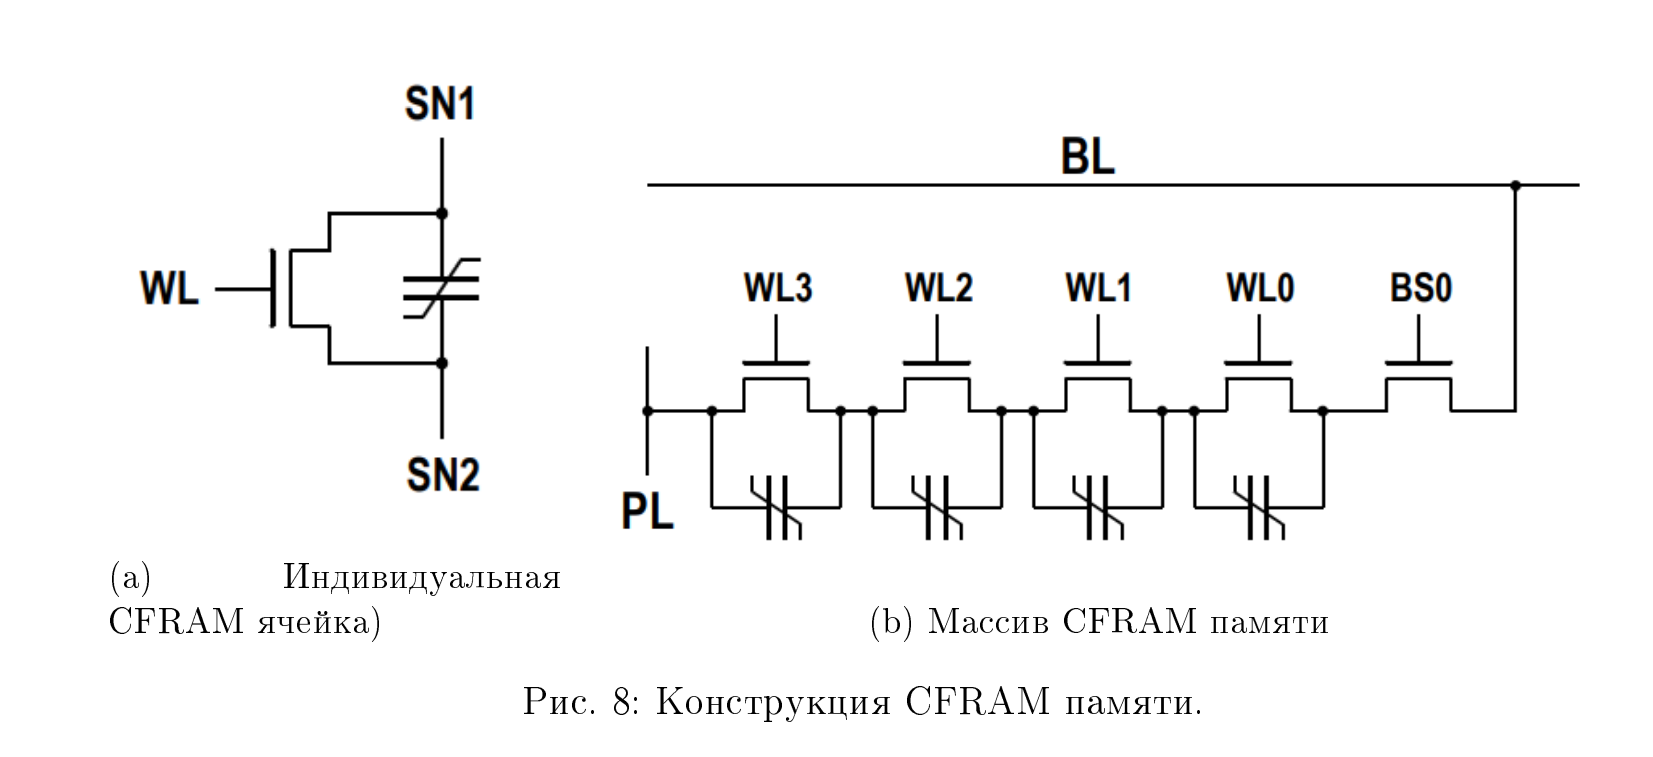 SN1
WL
SN2
(a) Индивидуальная
CFRAM ячейка)
BL
WL3 WL2 WL1 WL0 BS0
PL
(b) Массив CFRAM памяти
Рис. 8: Конструкция CFRAM памяти.